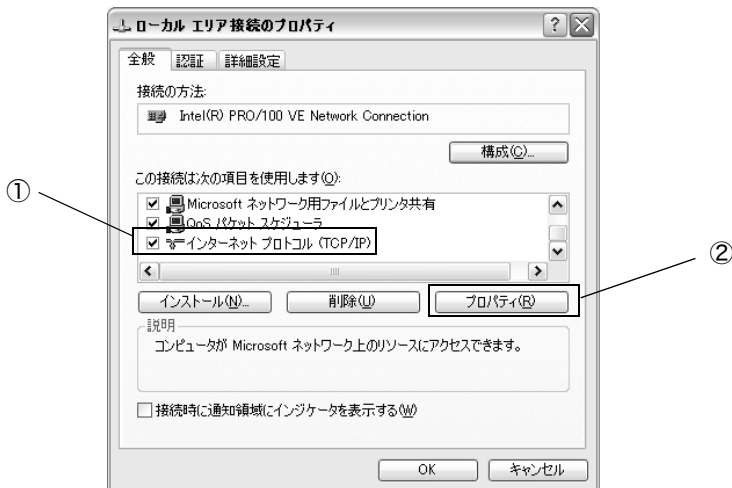 ローカル エリア接続のプロパティ
全般 認証 詳細設定
接続の方法:
Intel(R) PRO/100 VE Network Connection
構成(C)...
この接続は次の項目を使用します(O):
①
Microsoft ネットワーク用ファイルとプリンタ共有
QoS パケット スケジューラ
インターネット プロトコル (TCP/IP)
②
インストール(N)... 削除(U) プロパティ(R)
説明
コンピュータが Microsoft ネットワーク上のリソースにアクセスできます。
接続時に通知領域にインジケータを表示する(W)
OK キャンセル